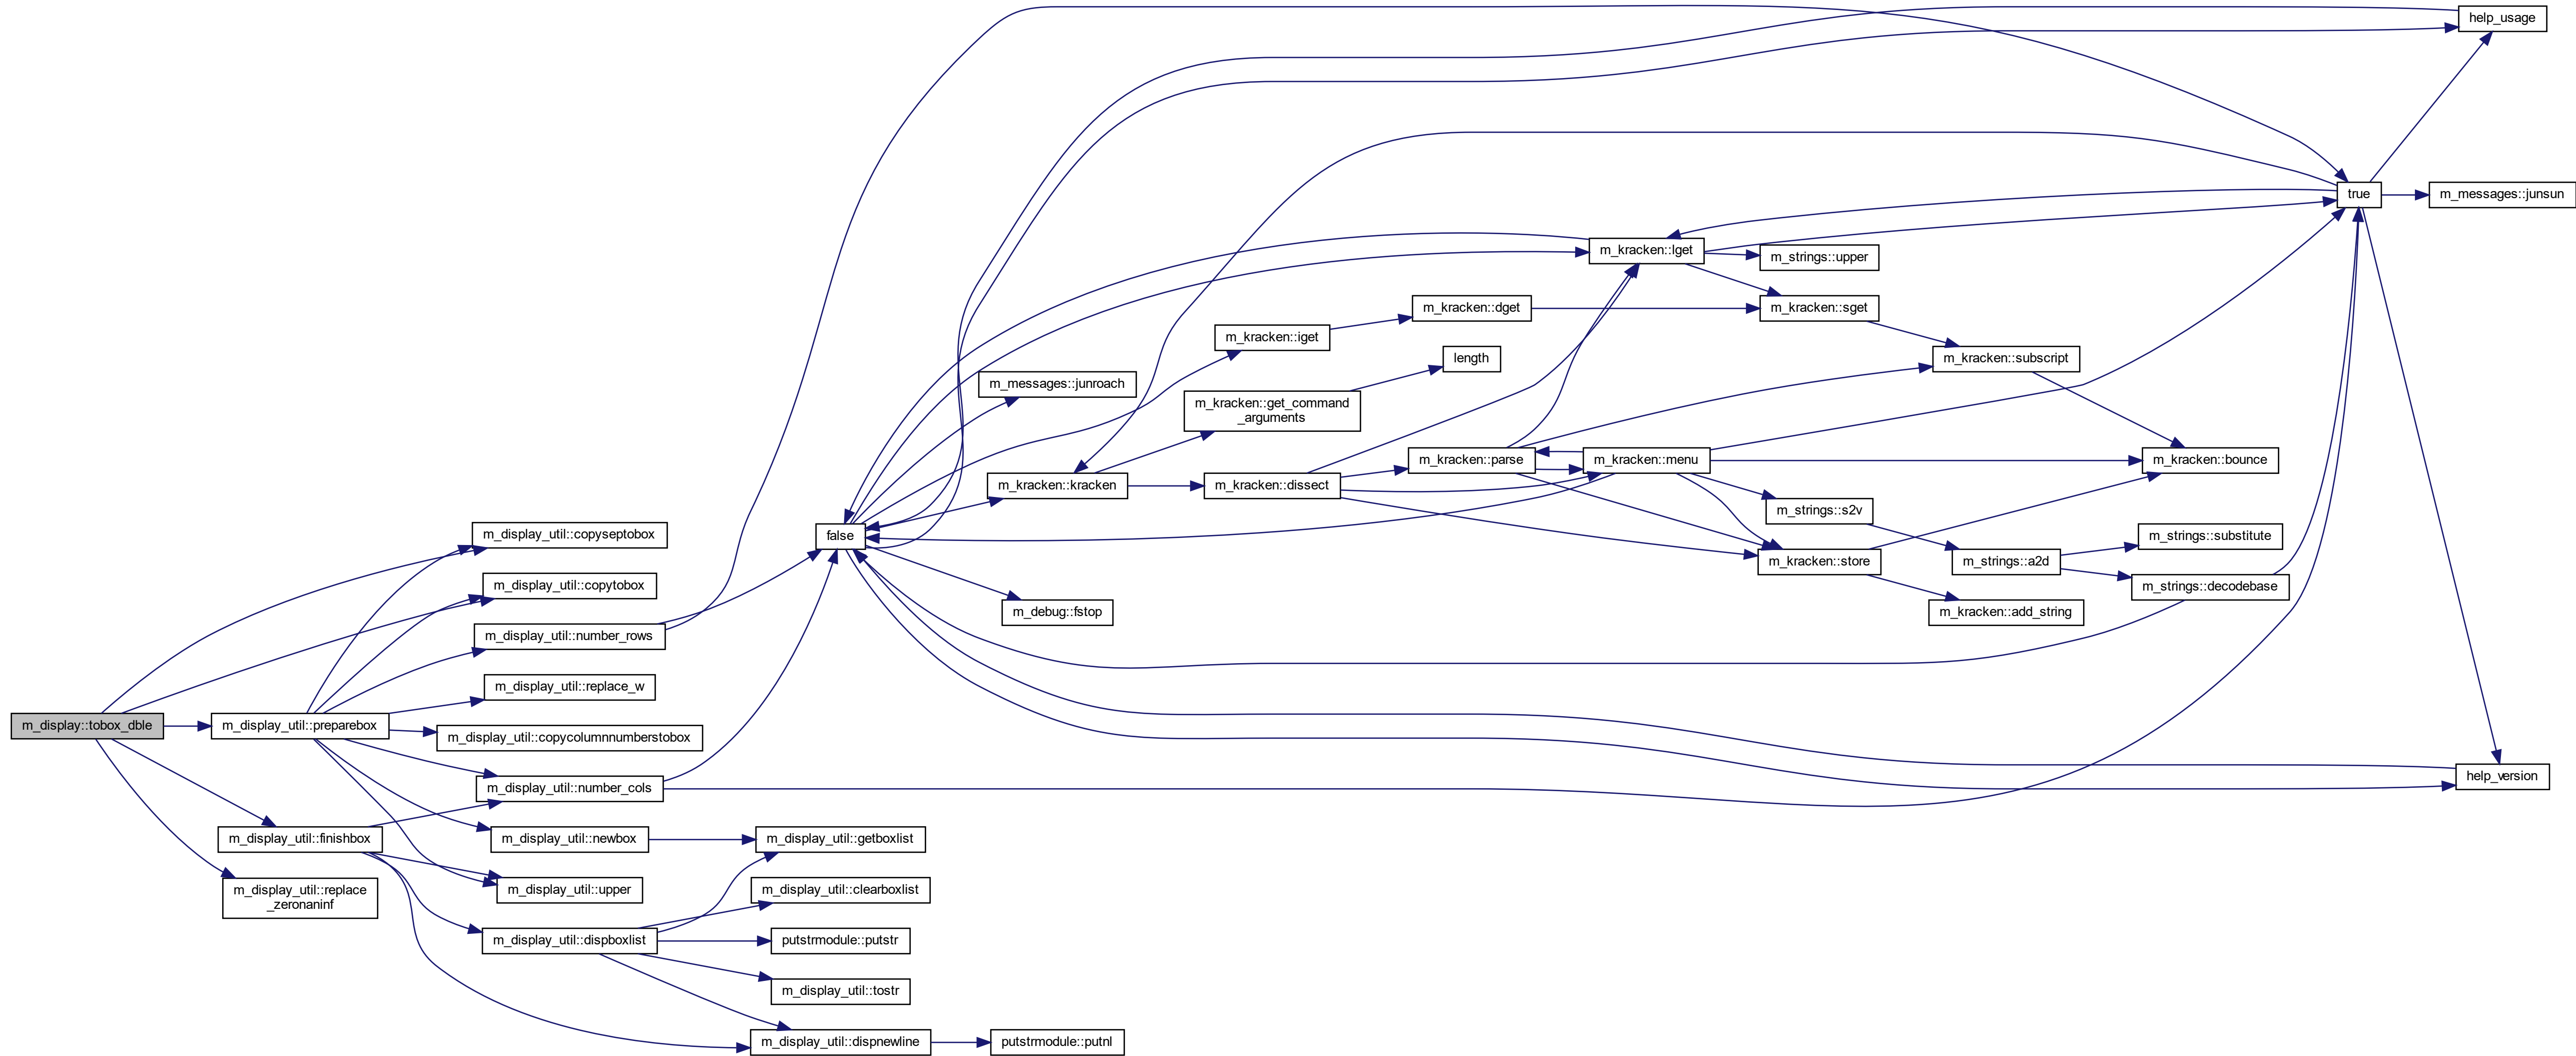 help_usage
true
m_messages::junsun
m_kracken::lget
m_strings::upper
m_kracken::dget
m_kracken::sget
m_kracken::iget
length
m_kracken::subscript
m_messages::junroach
m_kracken::get_command
_arguments
m_kracken::parse
m_kracken::menu
m_kracken::bounce
m_kracken::kracken
m_kracken::dissect
m_strings::s2v
m_display_util::copyseptobox
false
m_strings::substitute
m_kracken::store
m_strings::a2d
m_display_util::copytobox
m_strings::decodebase
m_debug::fstop
m_kracken::add_string
m_display_util::number_rows
m_display_util::replace_w
m_display::tobox_dble
m_display_util::preparebox
m_display_util::copycolumnnumberstobox
help_version
m_display_util::number_cols
m_display_util::finishbox
m_display_util::newbox
m_display_util::getboxlist
m_display_util::replace
_zeronaninf
m_display_util::upper
m_display_util::clearboxlist
m_display_util::dispboxlist
putstrmodule::putstr
m_display_util::tostr
m_display_util::dispnewline
putstrmodule::putnl